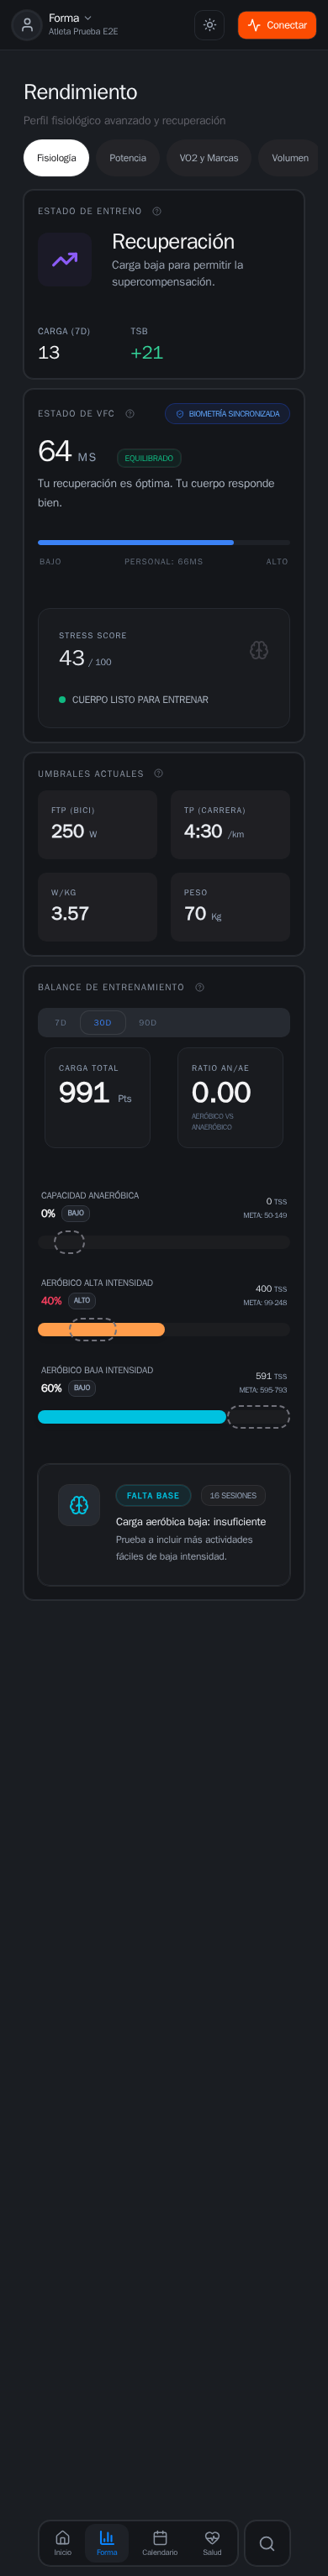 Forma
Atleta Prueba E2E
Conectar
Rendimiento
Perfil fisiológico avanzado y recuperación
Fisiología
Potencia
VO2 y Marcas
Volumen
ESTADO DE ENTRENO
Recuperación
Carga baja para permitir la
supercompensación.
CARGA (7D)
TSB
13
+21
ESTADO DE VFC
BIOMETRÍA SINCRONIZADA
64 MS
EQUILIBRADO
Tu recuperación es óptima. Tu cuerpo responde
bien.
BAJO
PERSONAL: 66MS
ALTO
STRESS SCORE
43 / 100
CUERPO LISTO PARA ENTRENAR
UMBRALES ACTUALES
FTP (BICI)
250 W
TP (CARRERA)
4:30 /km
W/KG
3.57
PESO
70 Kg
BALANCE DE ENTRENAMIENTO
7D
30D
90D
CARGA TOTAL
991 Pts
RATIO AN/AE
0.00
AERÓBICO VS
ANAERÓBICO
CAPACIDAD ANAERÓBICA
0% BAJO
0 TSS
META: 50-149
AERÓBICO ALTA INTENSIDAD
40% ALTO
400 TSS
META: 99-248
AERÓBICO BAJA INTENSIDAD
60% BAJO
591 TSS
META: 595-793
FALTA BASE
16 SESIONES
Carga aeróbica baja: insuficiente
Prueba a incluir más actividades
fáciles de baja intensidad.
Inicio
Forma
Calendario
Salud